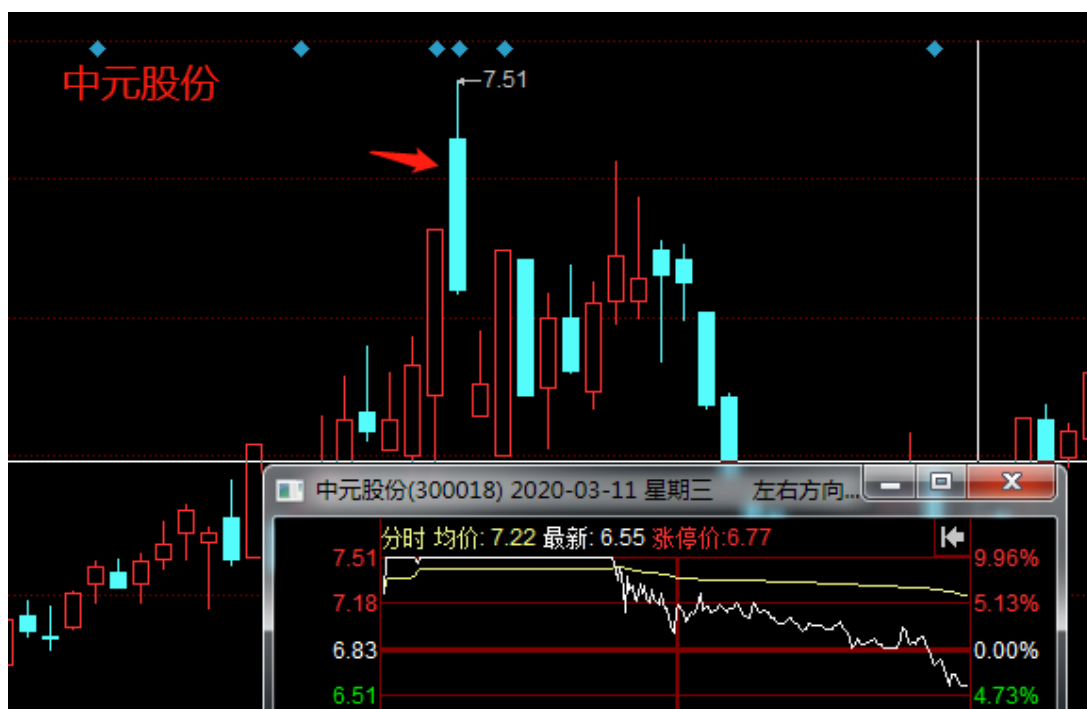 7.51
中元股份
中元股份(300018) 2020-03-11 星期三 左右方向...
分时 均价: 7.22 最新: 6.55 涨停价:6.77
7.51 9.96%
7.18 5.13%
6.83 0.00%
6.51 4.73%